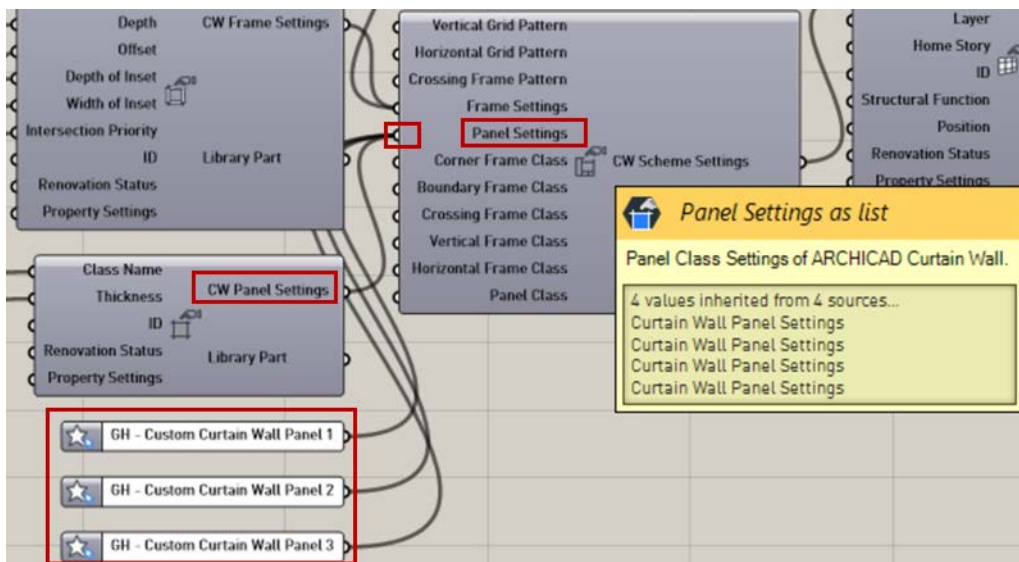 Depth
CW Frame Settings
Offset
Depth of Inset
Width of Inset
Intersection Priority
ID
Library Part
Renovation Status
Property Settings
Class Name
CW Panel Settings
Thickness
ID
Renovation Status
Library Part
Property Settings
GH - Custom Curtain Wall Panel 1
GH - Custom Curtain Wall Panel 2
GH - Custom Curtain Wall Panel 3
Vertical Grid Pattern
Horizontal Grid Pattern
Crossing Frame Pattern
Frame Settings
Panel Settings
Corner Frame Class
CW Scheme Settings
Boundary Frame Class
Crossing Frame Class
Vertical Frame Class
Horizontal Frame Class
Panel Class
Layer
Home Story
ID
Structural Function
Position
Renovation Status
Property Settings
Panel Settings as list
Panel Class Settings of ARCHICAD Curtain Wall.
4 values inherited from 4 sources...
Curtain Wall Panel Settings
Curtain Wall Panel Settings
Curtain Wall Panel Settings
Curtain Wall Panel Settings